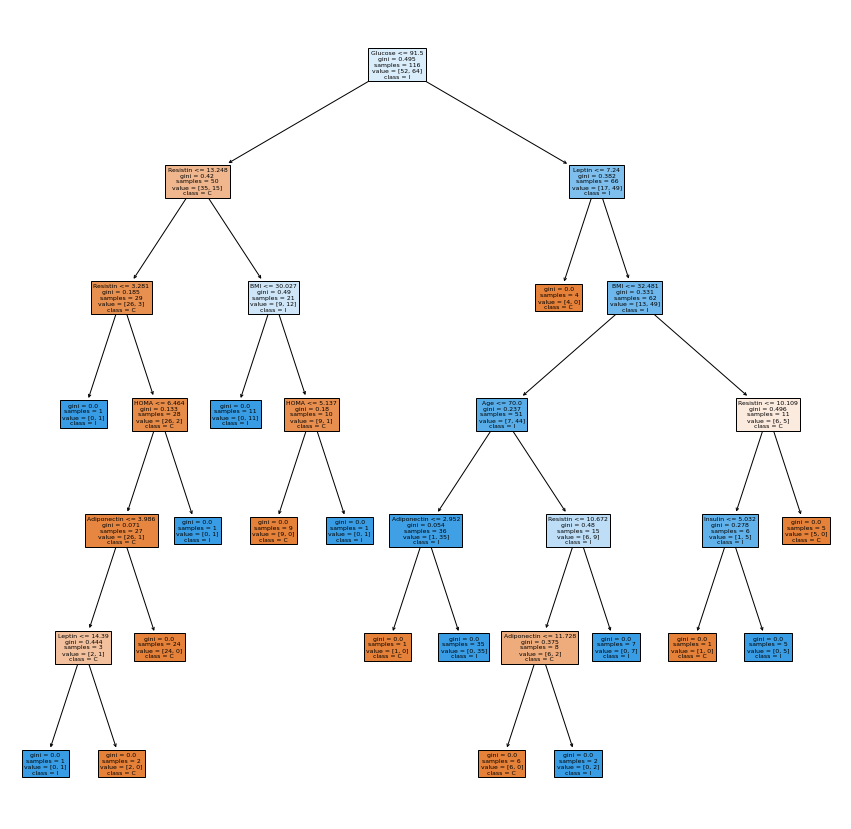 Glucose <= 91.5
gini = 0.495
samples = 116
value = [52, 64]
class = I
Resistin <= 13.248
gini = 0.42
samples = 50
value = [35, 15]
class = C
Leptin <= 7.24
gini = 0.382
samples = 66
value = [17, 49]
class = I
Resistin <= 3.281
gini = 0.185
samples = 29
value = [26, 3]
class = C
BMI <= 30.027
gini = 0.49
samples = 21
value = [9, 12]
class = I
gini = 0.0
samples = 4
value = [4, 0]
class = C
BMI <= 32.481
gini = 0.331
samples = 62
value = [13, 49]
class = I
gini = 0.0
samples = 1
value = [0, 1]
class = I
HOMA <= 6.464
gini = 0.133
samples = 28
value = [26, 2]
class = C
gini = 0.0
samples = 11
value = [0, 11]
class = I
HOMA <= 5.137
gini = 0.18
samples = 10
value = [9, 1]
class = C
Age <= 70.0
gini = 0.237
samples = 51
value = [7, 44]
class = I
Resistin <= 10.109
gini = 0.496
samples = 11
value = [6, 5]
class = C
Adiponectin <= 3.986
gini = 0.071
samples = 27
value = [26, 1]
class = C
gini = 0.0
samples = 1
value = [0, 1]
class = I
gini = 0.0
samples = 9
value = [9, 0]
class = C
gini = 0.0
samples = 1
value = [0, 1]
class = I
Adiponectin <= 2.952
gini = 0.054
samples = 36
value = [1, 35]
class = I
Resistin <= 10.672
gini = 0.48
samples = 15
value = [6, 9]
class = I
Insulin <= 5.032
gini = 0.278
samples = 6
value = [1, 5]
class = I
gini = 0.0
samples = 5
value = [5, 0]
class = C
Leptin <= 14.39
gini = 0.444
samples = 3
value = [2, 1]
class = C
gini = 0.0
samples = 24
value = [24, 0]
class = C
gini = 0.0
samples = 1
value = [1, 0]
class = C
gini = 0.0
samples = 35
value = [0, 35]
class = I
Adiponectin <= 11.728
gini = 0.375
samples = 8
value = [6, 2]
class = C
gini = 0.0
samples = 7
value = [0, 7]
class = I
gini = 0.0
samples = 1
value = [1, 0]
class = C
gini = 0.0
samples = 5
value = [0, 5]
class = I
gini = 0.0
samples = 1
value = [0, 1]
class = I
gini = 0.0
samples = 2
value = [2, 0]
class = C
gini = 0.0
samples = 6
value = [6, 0]
class = C
gini = 0.0
samples = 2
value = [0, 2]
class = I